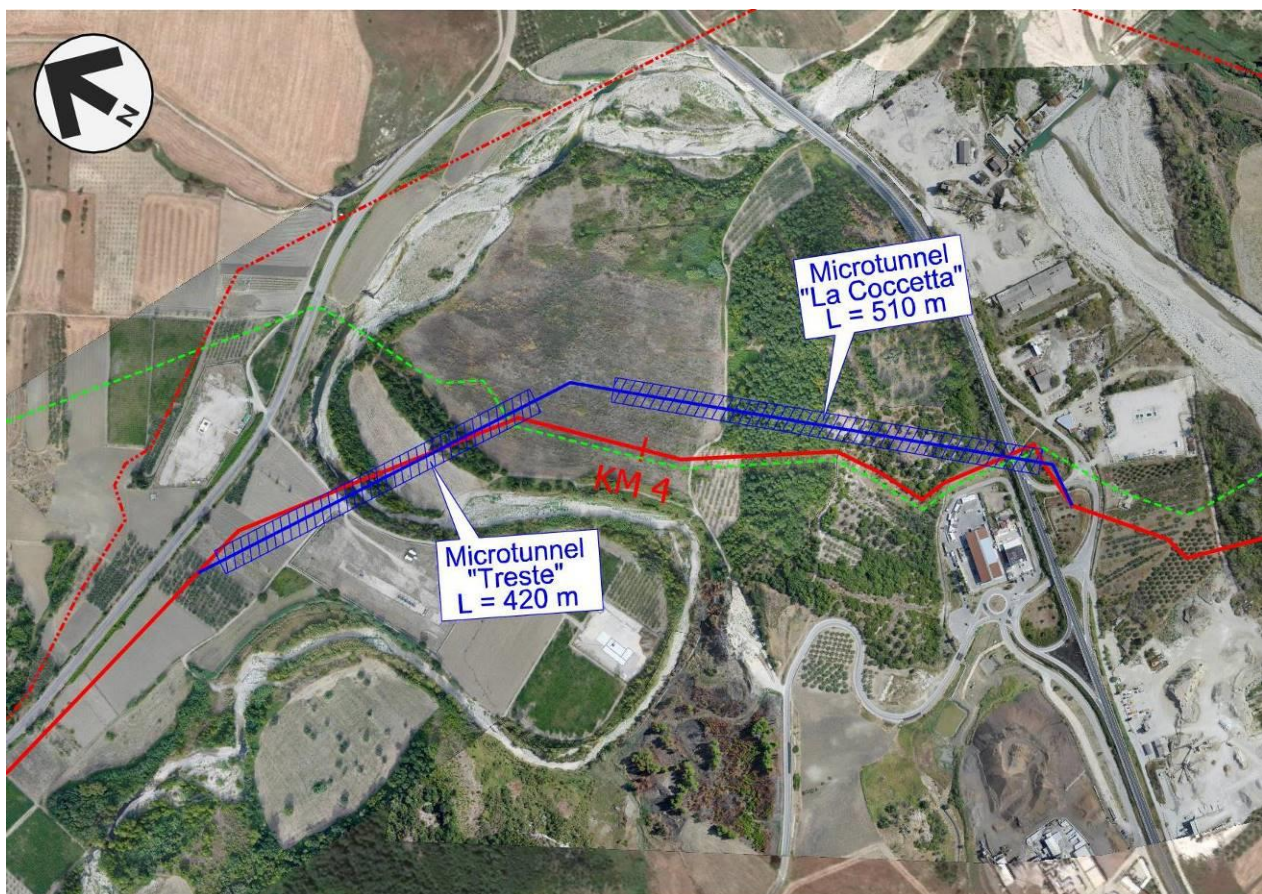 N
Microtunnel
"La Coccetta"
L = 510 m
KM 4
Microtunnel
"Treste"
L = 420 m